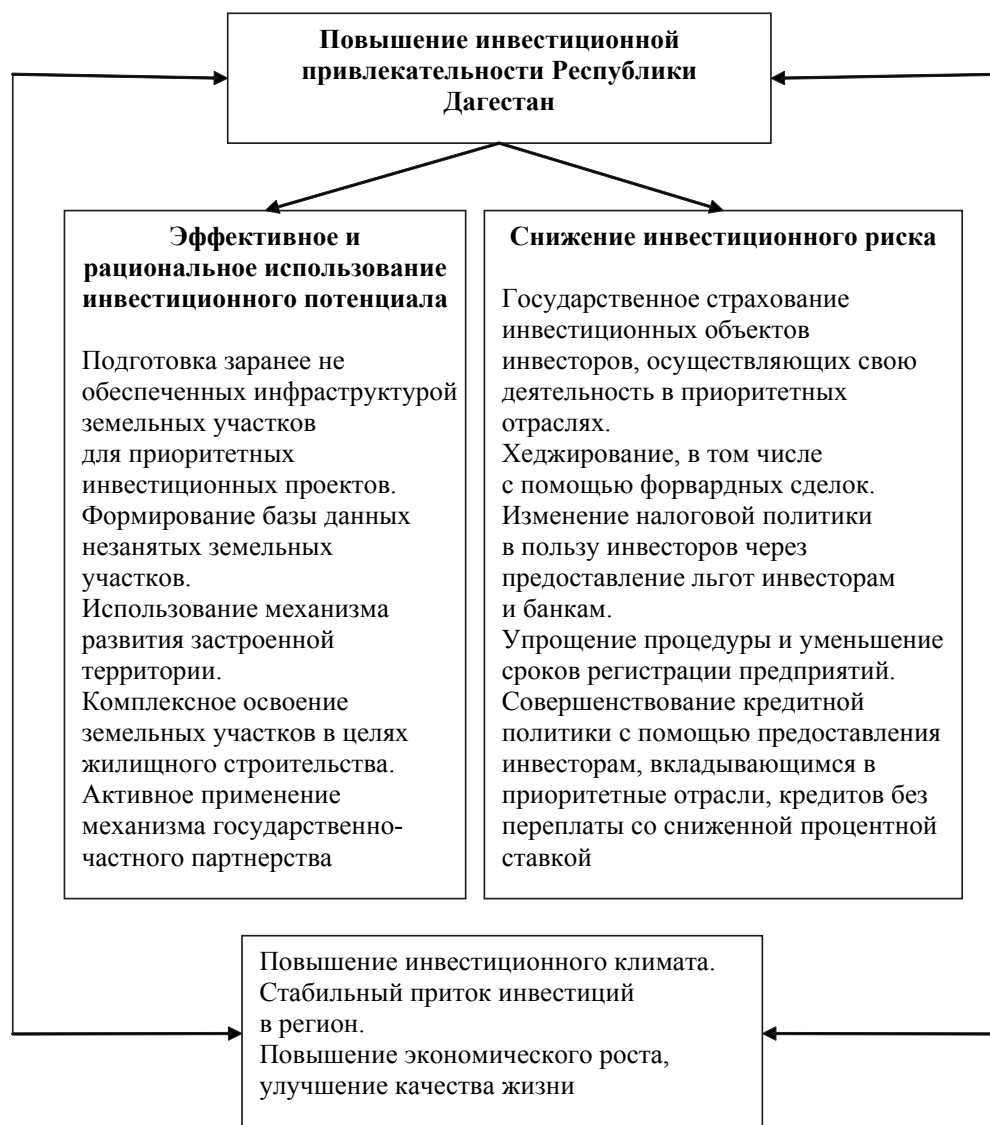 Повышение инвестиционной
привлекательности Республики
Дагестан
Эффективное и
рациональное использование
инвестиционного потенциала
Подготовка заранее не
обеспеченных инфраструктурой
земельных участков
для приоритетных
инвестиционных проектов.
Формирование базы данных
незанятых земельных
участков.
Использование механизма
развития застроенной
территории.
Комплексное освоение
земельных участков в целях
жилищного строительства.
Активное применение
механизма государственно-
частного партнерства
Снижение инвестиционного риска
Государственное страхование
инвестиционных объектов
инвесторов, осуществляющих свою
деятельность в приоритетных
отраслях.
Хеджирование, в том числе
с помощью форвардных сделок.
Изменение налоговой политики
в пользу инвесторов через
предоставление льгот инвесторам
и банкам.
Упрощение процедуры и уменьшение
сроков регистрации предприятий.
Совершенствование кредитной
политики с помощью предоставления
инвесторам, вкладывающимся в
приоритетные отрасли, кредитов без
переплаты со сниженной процентной
ставкой
Повышение инвестиционного климата.
Стабильный приток инвестиций
в регион.
Повышение экономического роста,
улучшение качества жизни